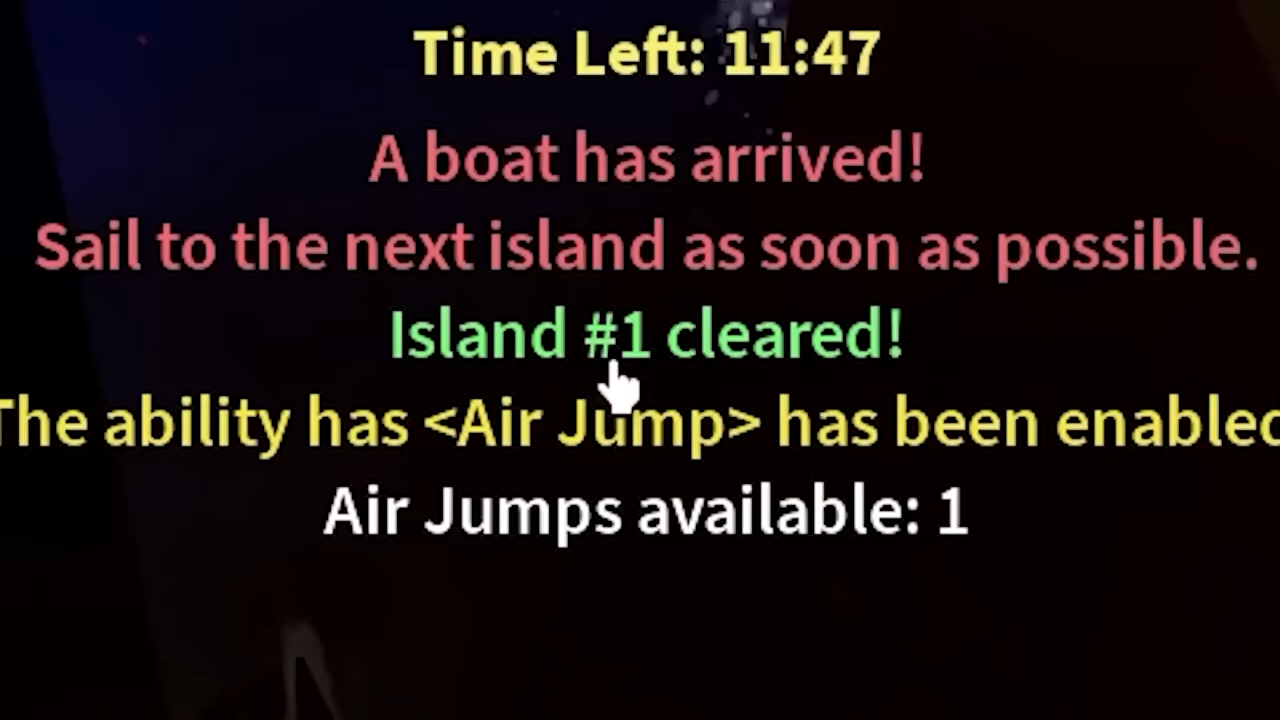 Time Left: 11:47
A boat has arrived!
Sail to the next island as soon as possible.
Island #1 cleared!
The ability has <Air Jump> has been enabled
Air Jumps available: 1